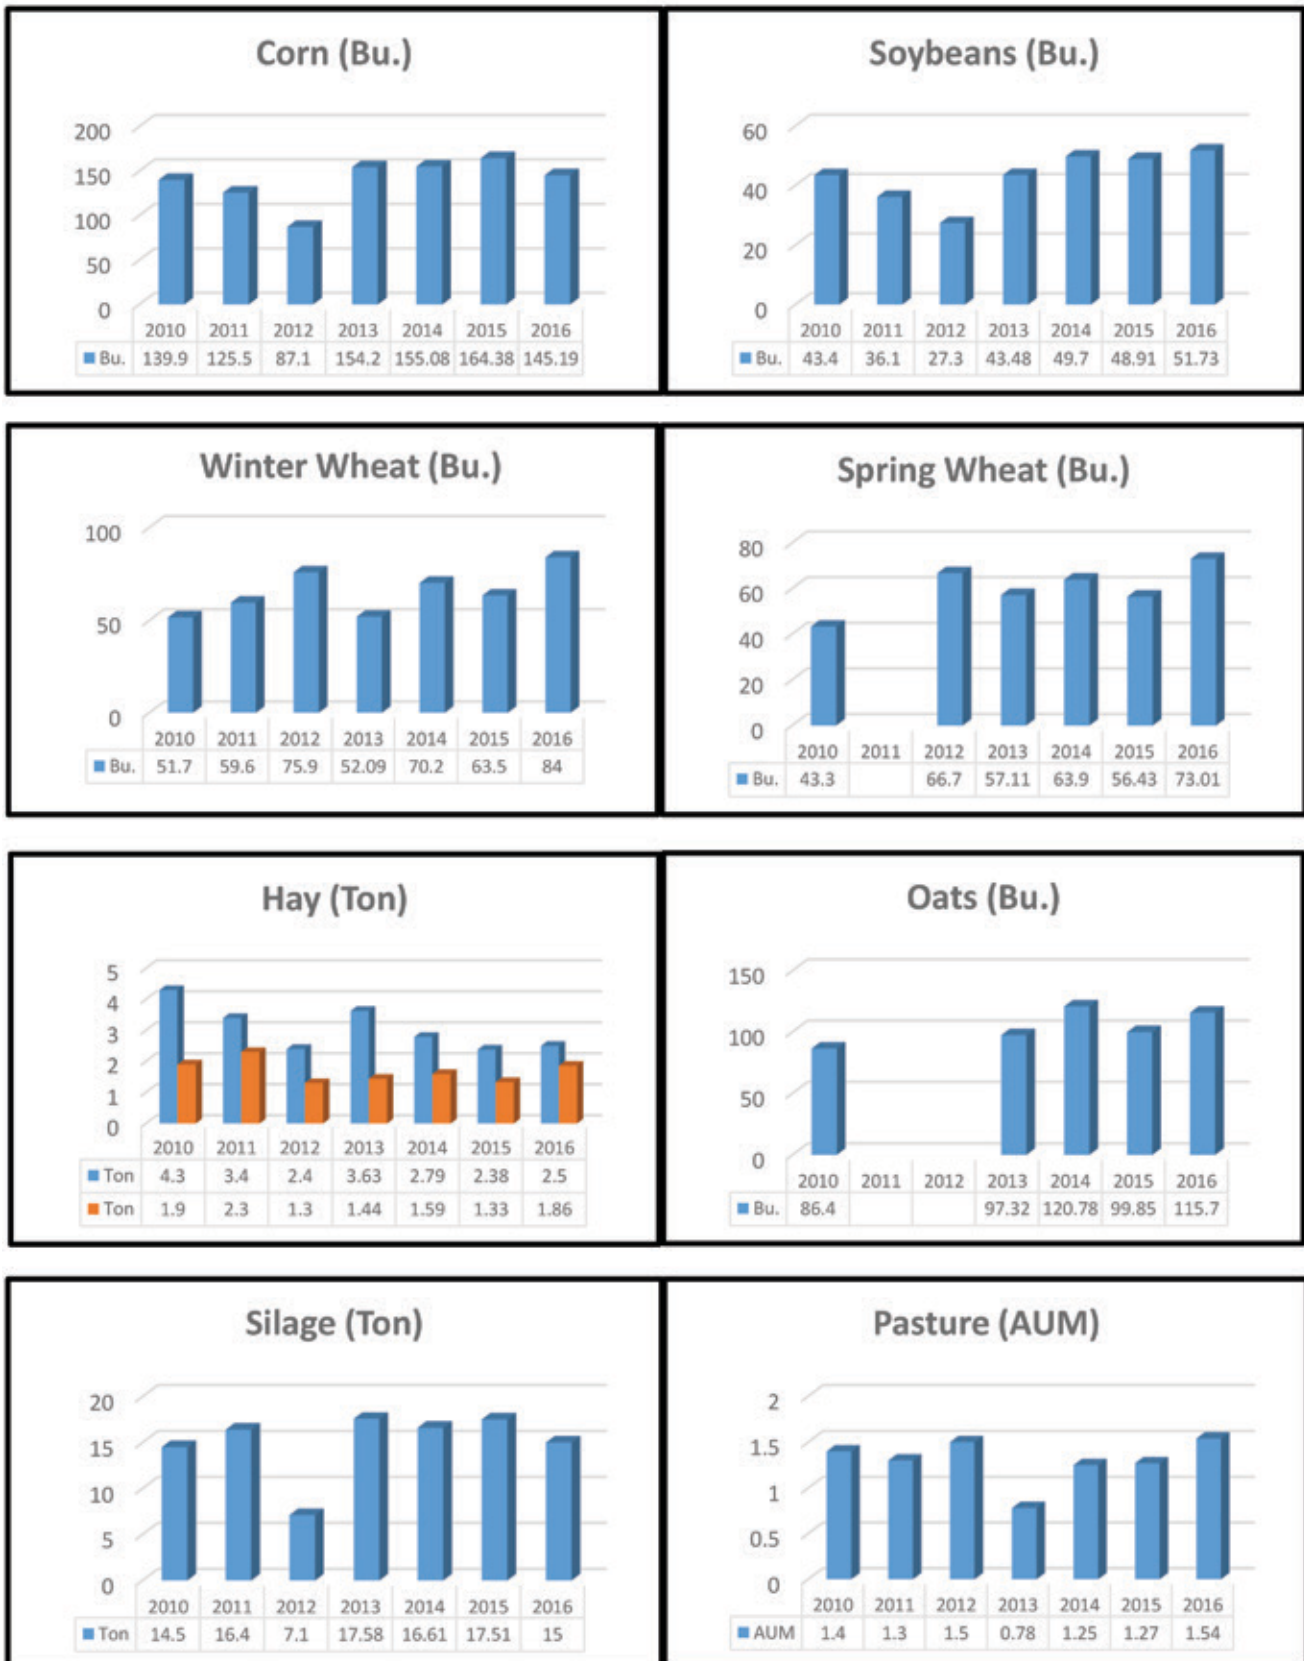 Corn (Bu.)
200
150
100
50
0
2010 2011 2012 2013 2014 2015 2016
Bu. 139.9 125.5 87.1 154.2 155.08 164.38 145.19
Soybeans (Bu.)
60
40
20
0
2010 2011 2012 2013 2014 2015 2016
Bu. 43.4 36.1 27.3 43.48 49.7 48.91 51.73
Winter Wheat (Bu.)
100
50
0
2010 2011 2012 2013 2014 2015 2016
Bu. 51.7 59.6 75.9 52.09 70.2 63.5 84
Spring Wheat (Bu.)
80
60
40
20
0
2010 2011 2012 2013 2014 2015 2016
Bu. 43.3 66.7 57.11 63.9 56.43 73.01
Hay (Ton)
5
4
3
2
1
0
2010 2011 2012 2013 2014 2015 2016
Ton 4.3 3.4 2.4 3.63 2.79 2.38 2.5
Ton 1.9 2.3 1.3 1.44 1.59 1.33 1.86
Oats (Bu.)
150
100
50
0
2010 2011 2012 2013 2014 2015 2016
Bu. 86.4 97.32 120.78 99.85 115.7
Silage (Ton)
20
15
10
5
0
2010 2011 2012 2013 2014 2015 2016
Ton 14.5 16.4 7.1 17.58 16.61 17.51 15
Pasture (AUM)
2
1.5
1
0.5
0
2010 2011 2012 2013 2014 2015 2016
AUM 1.4 1.3 1.5 0.78 1.25 1.27 1.54